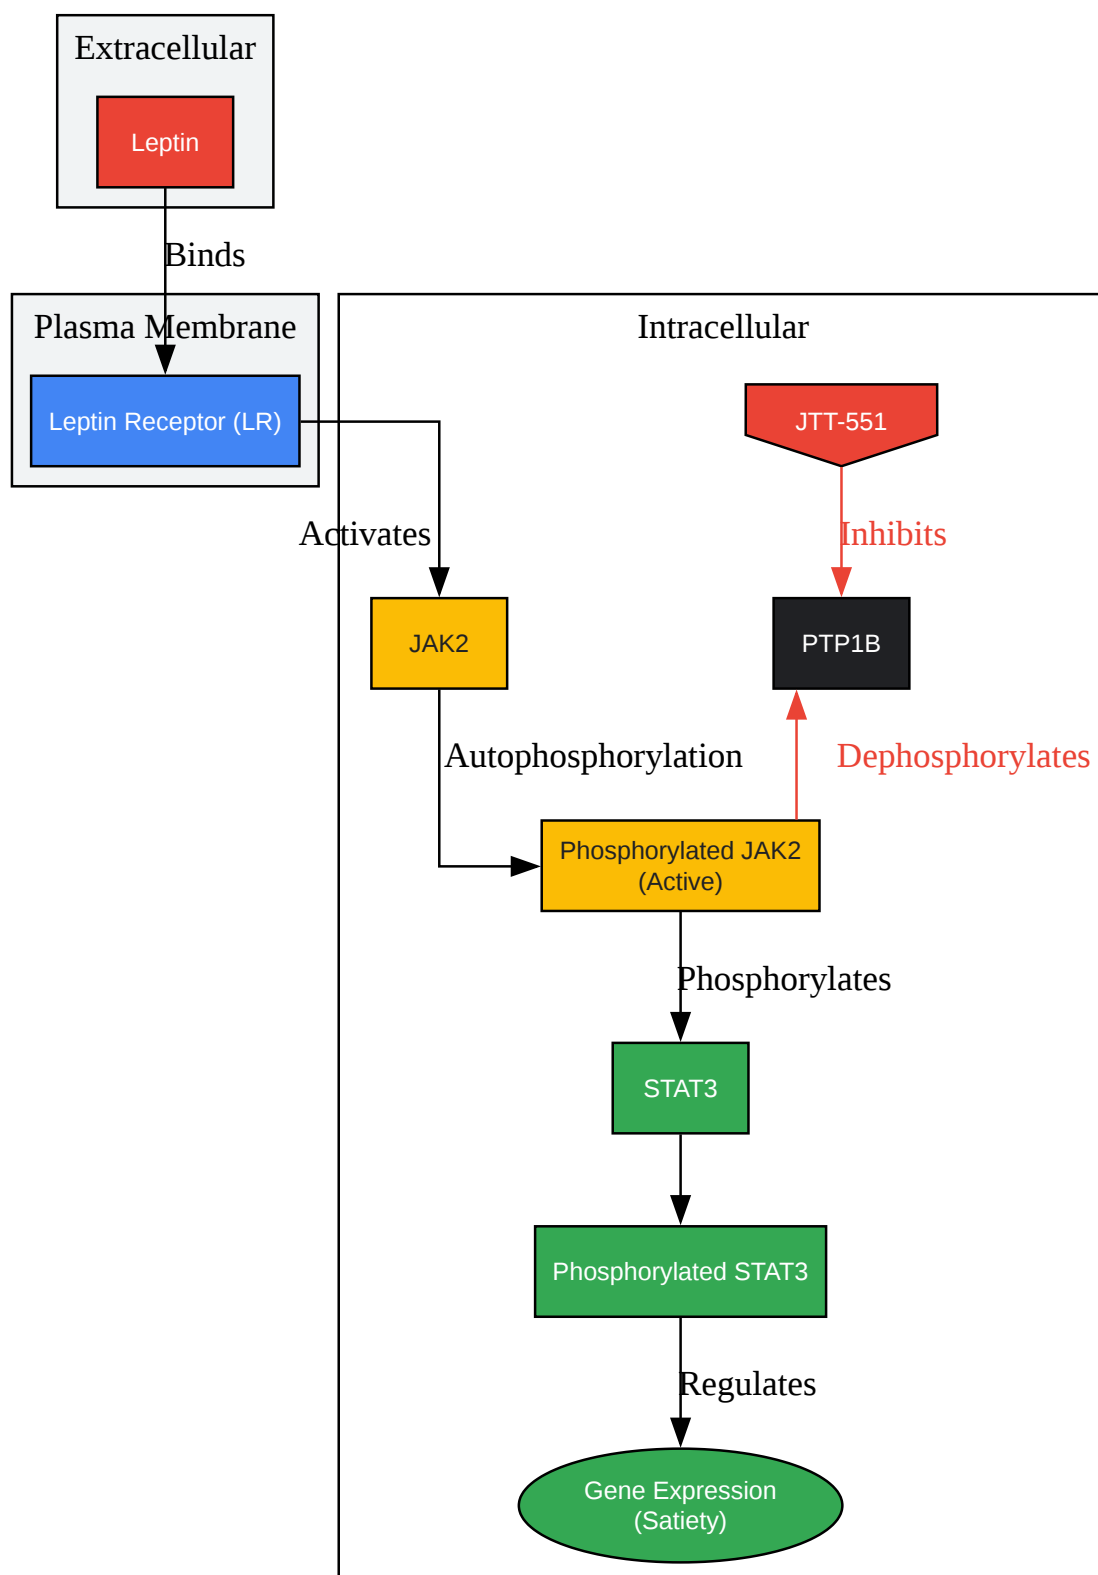 Extracellular
Leptin
Binds
Plasma Membrane
Leptin Receptor (LR)
Intracellular
JTT-551
Activates
Inhibits
JAK2
PTP1B
Autophosphorylation
Dephosphorylates
Phosphorylated JAK2
(Active)
Phosphorylates
STAT3
Phosphorylated STAT3
Regulates
Gene Expression
(Satiety)